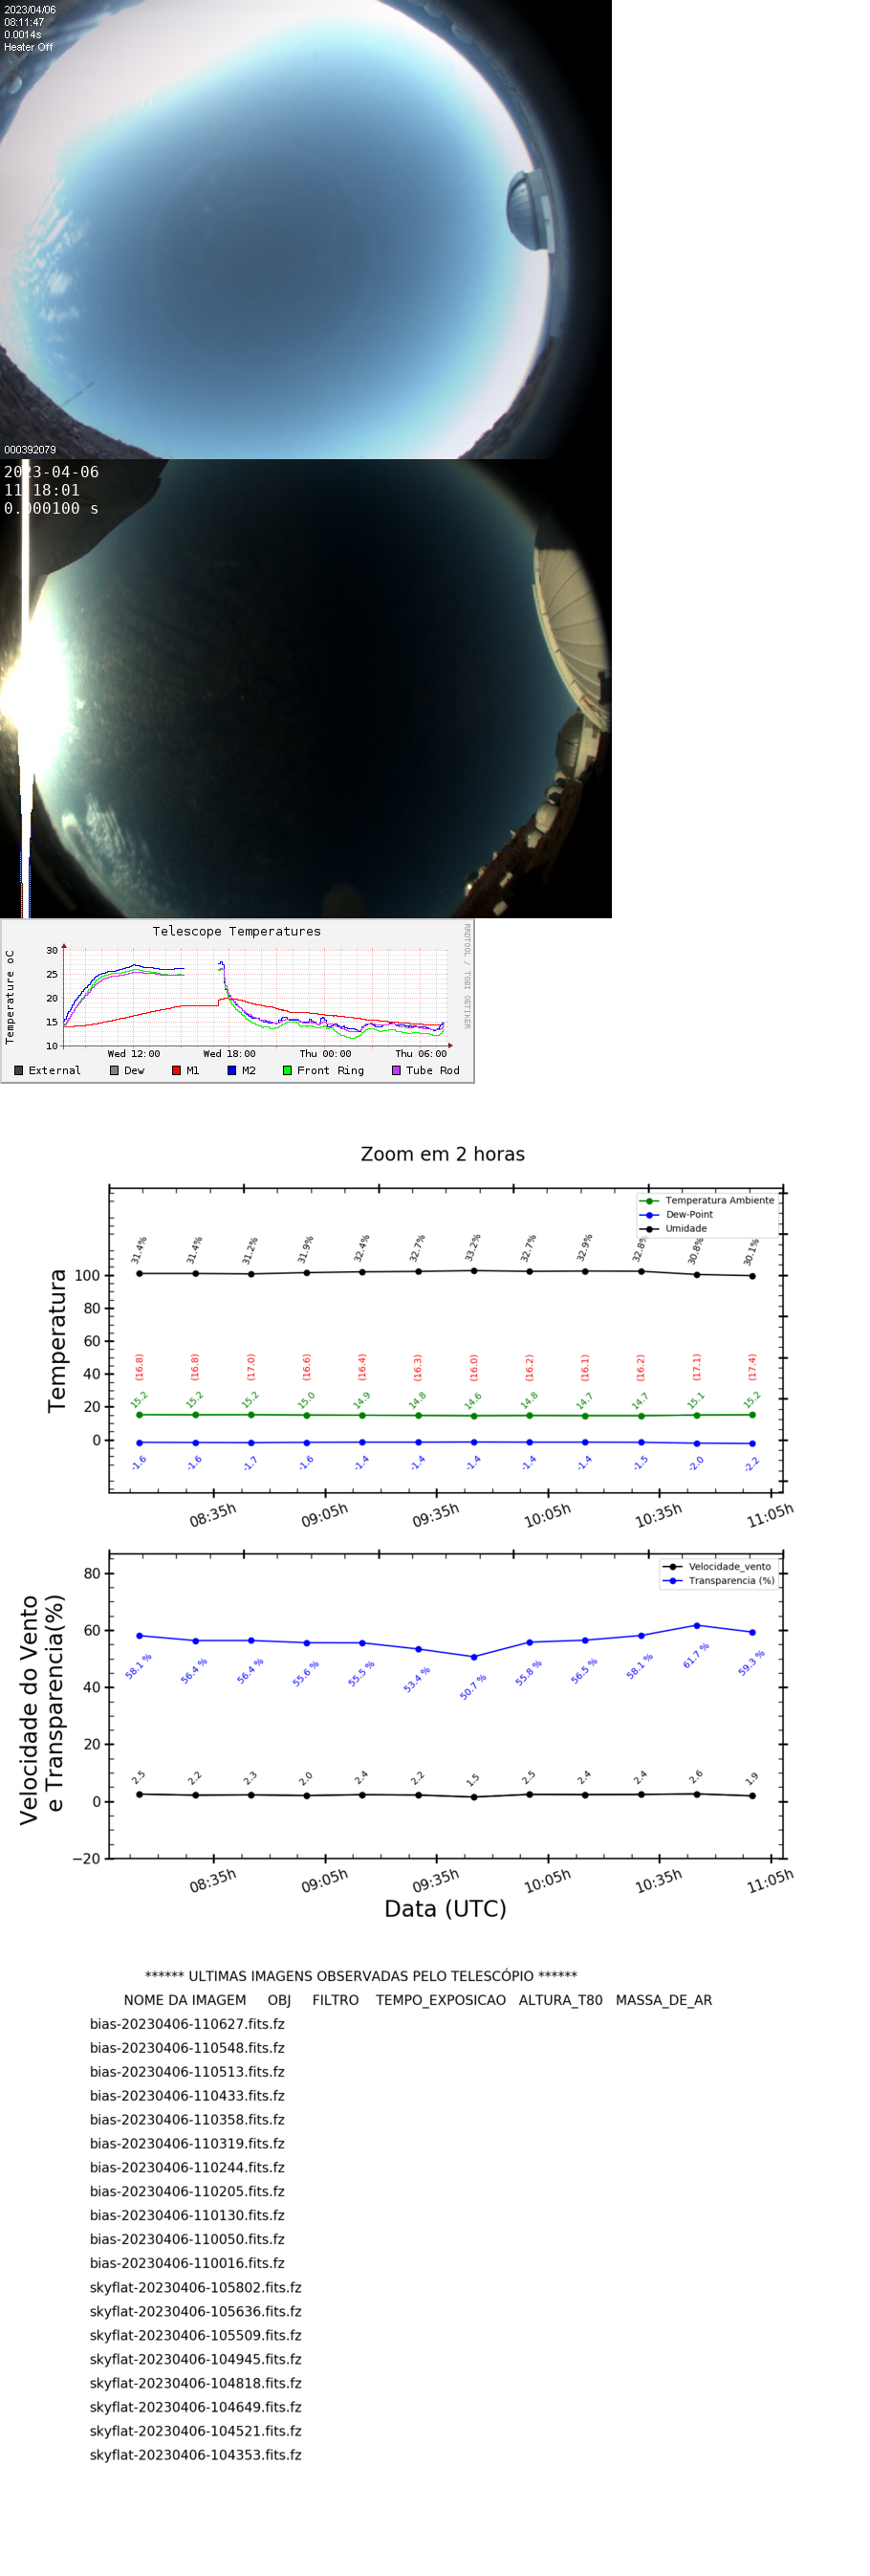 2023/04/06
08:11:47
0.0014s
Heater Off
000392079
2023-04-06
11:18:01
0.000100 s
Telescope Temperatures
RRDTOOL / TOBI OETIKER
Temperature oC
30
25
20
15
10
Wed 12:00 Wed 18:00 Thu 00:00 Thu 06:00
External Dew M1 M2 Front Ring Tube Rod
Zoom em 2 horas
Temperatura Ambiente
Dew-Point
Umidade
31.4% 31.4% 31.2% 31.9% 32.4% 32.7% 33.2% 32.7% 32.9% 32.8% 30.8% 30.1%
Temperatura
100
80
60
40
20
0
(16.8) (16.8) (17.0) (16.6) (16.4) (16.3) (16.0) (16.2) (16.1) (16.2) (17.1) (17.4)
15.2 15.2 15.2 15.0 14.9 14.8 14.6 14.8 14.7 14.7 15.1 15.2
-1.6 -1.6 -1.7 -1.6 -1.4 -1.4 -1.4 -1.4 -1.4 -1.5 -2.0 -2.2
08:35h 09:05h 09:35h 10:05h 10:35h 11:05h
Velocidade_vento
Transparencia (%)
Velocidade do Vento
e Transparencia(%)
80
60
40
20
0
−20
58.1 % 56.4 % 56.4 % 55.6 % 55.5 % 53.4 % 50.7 % 55.8 % 56.5 % 58.1 % 61.7 % 59.3 %
2.5 2.2 2.3 2.0 2.4 2.2 1.5 2.5 2.4 2.4 2.6 1.9
08:35h 09:05h 09:35h 10:05h 10:35h 11:05h
Data (UTC)
****** ULTIMAS IMAGENS OBSERVADAS PELO TELESCÓPIO ******
NOME DA IMAGEM OBJ FILTRO TEMPO_EXPOSICAO ALTURA_T80 MASSA_DE_AR
bias-20230406-110627.fits.fz
bias-20230406-110548.fits.fz
bias-20230406-110513.fits.fz
bias-20230406-110433.fits.fz
bias-20230406-110358.fits.fz
bias-20230406-110319.fits.fz
bias-20230406-110244.fits.fz
bias-20230406-110205.fits.fz
bias-20230406-110130.fits.fz
bias-20230406-110050.fits.fz
bias-20230406-110016.fits.fz
skyflat-20230406-105802.fits.fz
skyflat-20230406-105636.fits.fz
skyflat-20230406-105509.fits.fz
skyflat-20230406-104945.fits.fz
skyflat-20230406-104818.fits.fz
skyflat-20230406-104649.fits.fz
skyflat-20230406-104521.fits.fz
skyflat-20230406-104353.fits.fz